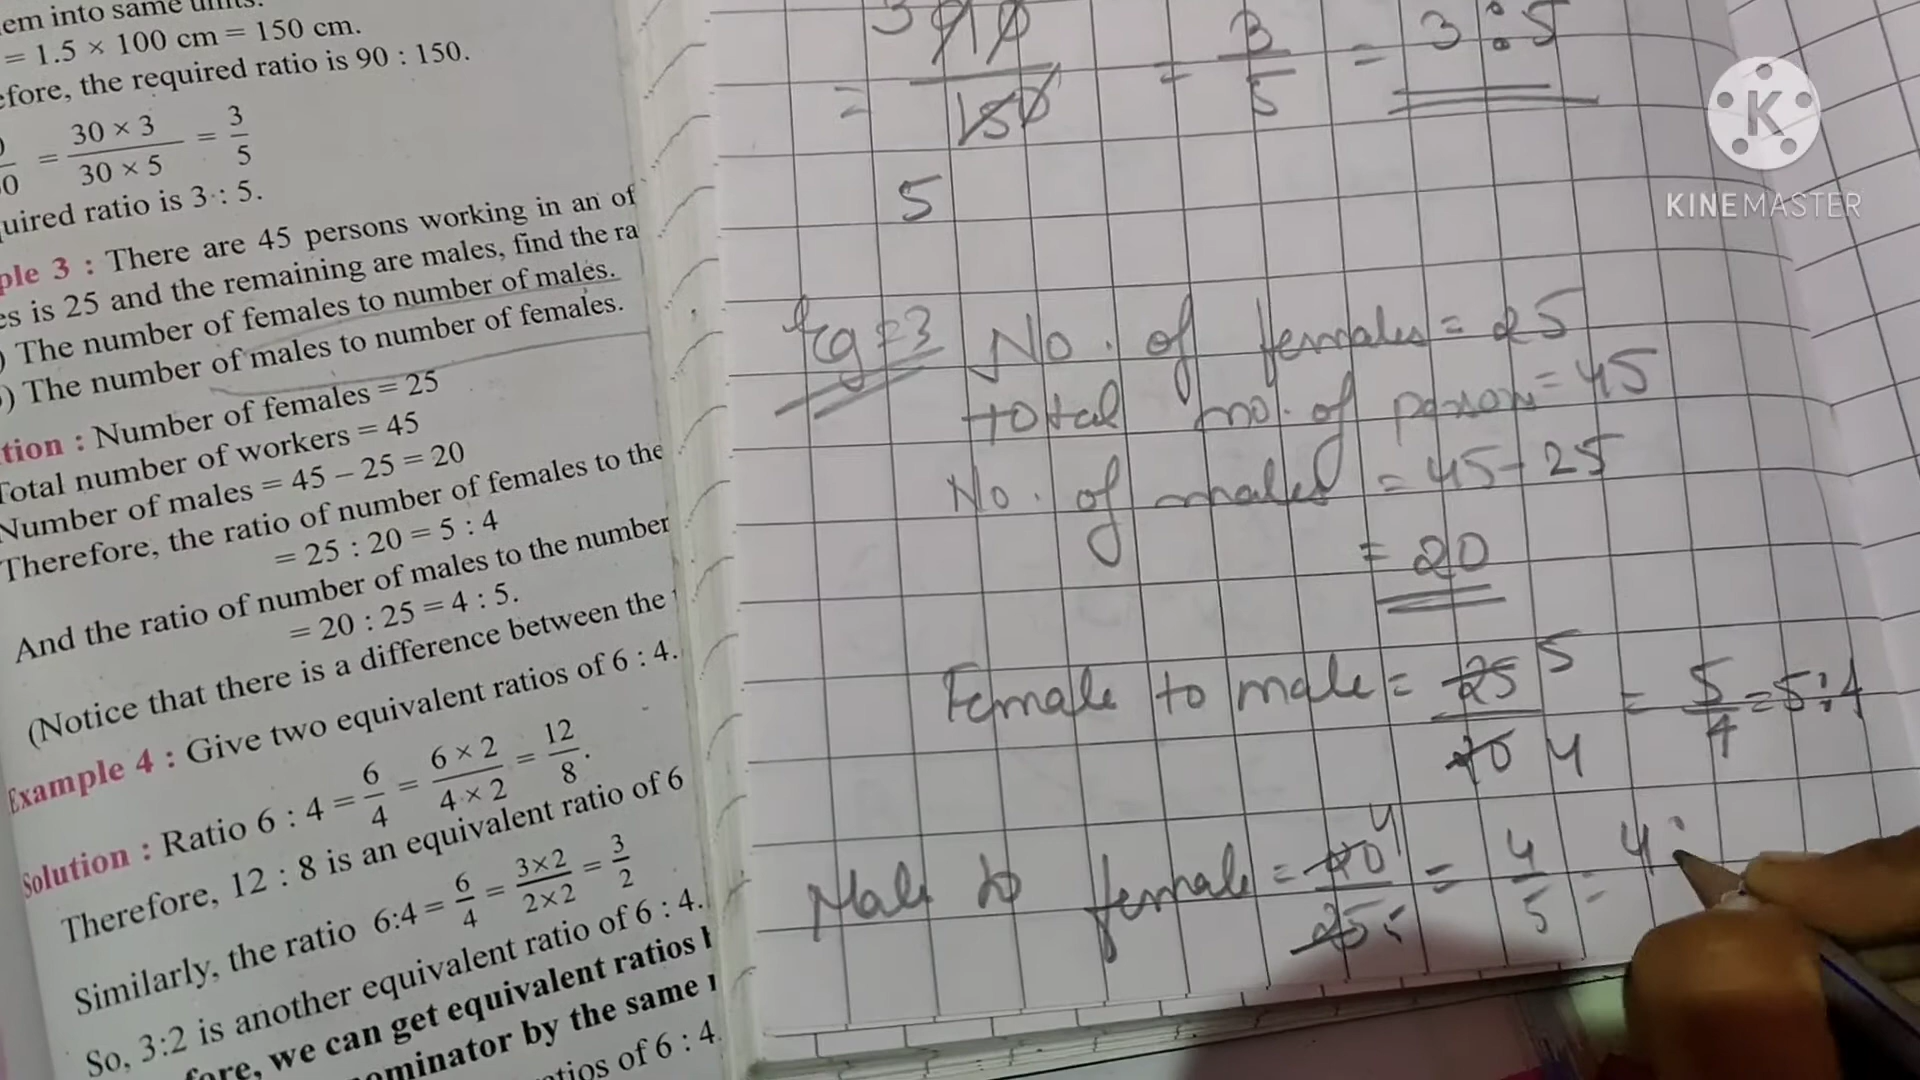 em into same units.
= 1.5 × 100 cm = 150 cm.
fore, the required ratio is 90 : 150.
0 = 30 × 3 / 30 × 5 = 3/5
quired ratio is 3 : 5.
ple 3 : There are 45 persons working in an of
es is 25 and the remaining are males, find the ra
) The number of females to number of males.
) The number of males to number of females.
tion : Number of females = 25
Total number of workers = 45
Number of males = 45 – 25 = 20
Therefore, the ratio of number of females to the
= 25 : 20 = 5 : 4
And the ratio of number of males to the number
= 20 : 25 = 4 : 5.
(Notice that there is a difference between the
Example 4 : Give two equivalent ratios of 6 : 4.
Solution : Ratio 6 : 4 = 6/4 = 6 × 2 / 4 × 2 = 12/8.
Therefore, 12 : 8 is an equivalent ratio of 6
Similarly, the ratio 6:4 = 6/4 = 3×2 / 2×2 = 3/2
So, 3:2 is another equivalent ratio of 6 : 4.
fore, we can get equivalent ratios
nominator by the same
tios of 6 : 4
3
= 90/150 = 3/5 = 3 : 5
5
Eg 3 No. of females = 25
total no. of person = 45
No. of males = 45 - 25
= 20
Female to male = 25/20 5/4 = 5/4 = 5:4
Male to female = 20/25 4 = 4/5 = 4:
K
KINEMASTER